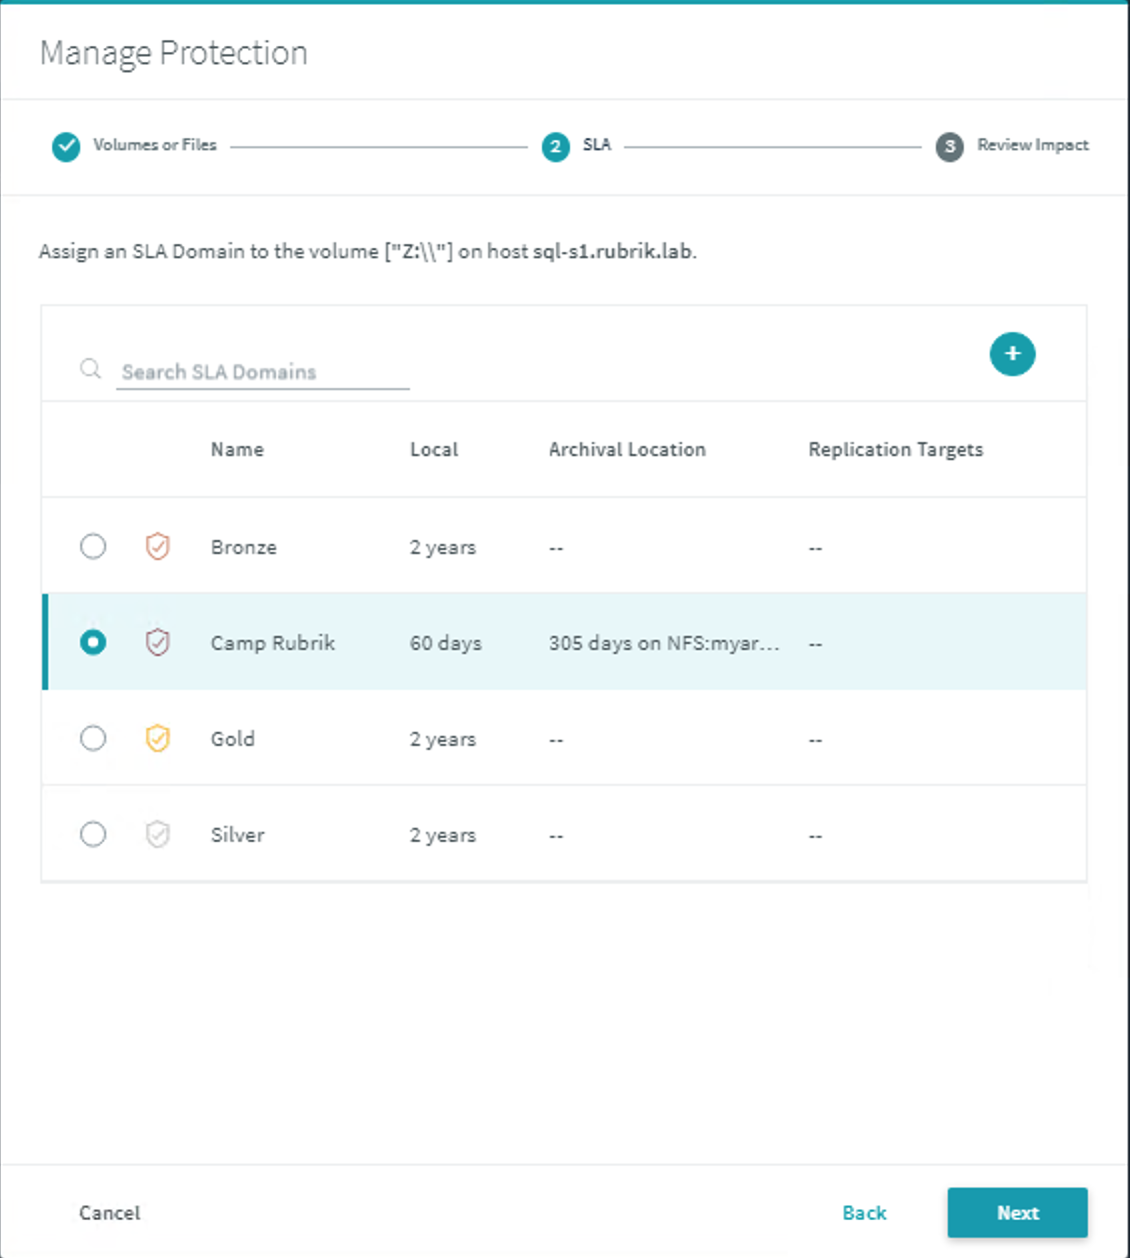 Manage Protection
Volumes or Files 2 SLA 3 Review Impact
Assign an SLA Domain to the volume ["Z:\\"] on host sql-s1.rubrik.lab.
Search SLA Domains +
Name Local Archival Location Replication Targets
Bronze 2 years -- --
Camp Rubrik 60 days 305 days on NFS:myar... --
Gold 2 years -- --
Silver 2 years -- --
Cancel Back Next